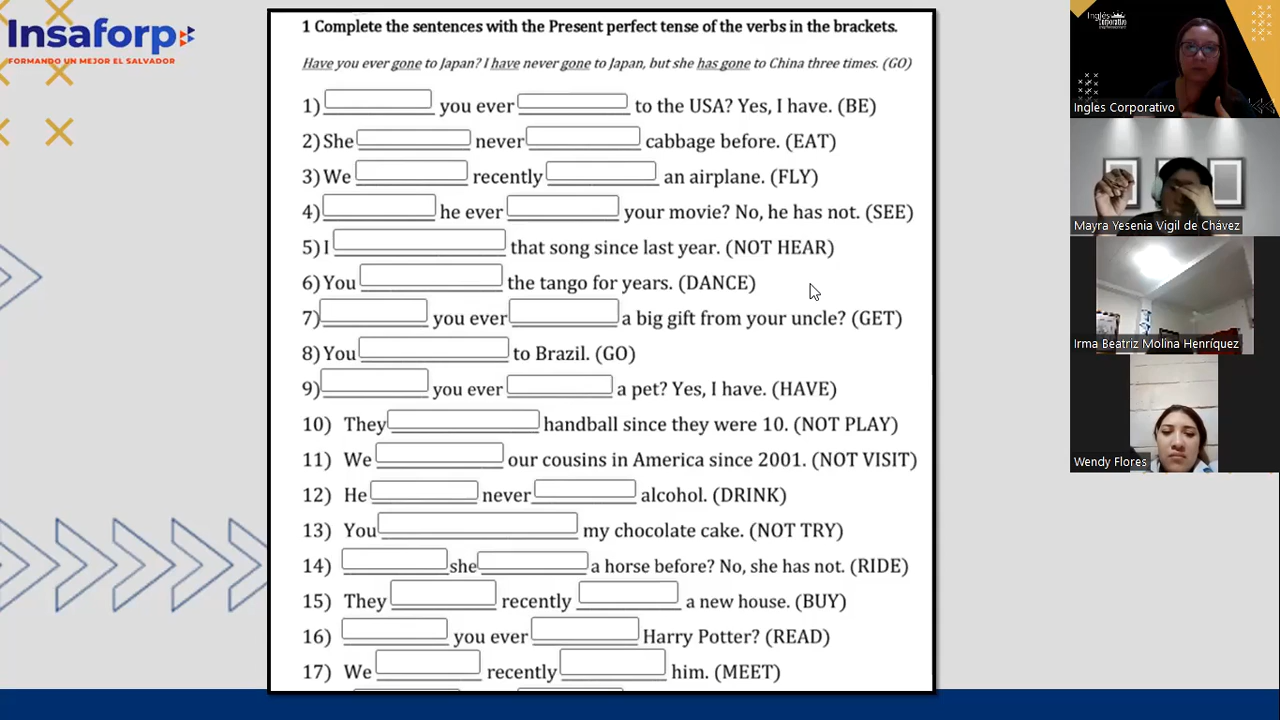 Insaforp
FORMANDO UN MEJOR EL SALVADOR
1 Complete the sentences with the Present perfect tense of the verbs in the brackets.
Have you ever gone to Japan? I have never gone to Japan, but she has gone to China three times. (GO)
1) you ever to the USA? Yes, I have. (BE)
2) She never cabbage before. (EAT)
3) We recently an airplane. (FLY)
4) he ever your movie? No, he has not. (SEE)
5) I that song since last year. (NOT HEAR)
6) You the tango for years. (DANCE)
7) you ever a big gift from your uncle? (GET)
8) You to Brazil. (GO)
9) you ever a pet? Yes, I have. (HAVE)
10) They handball since they were 10. (NOT PLAY)
11) We our cousins in America since 2001. (NOT VISIT)
12) He never alcohol. (DRINK)
13) You my chocolate cake. (NOT TRY)
14) she a horse before? No, she has not. (RIDE)
15) They recently a new house. (BUY)
16) you ever Harry Potter? (READ)
17) We recently him. (MEET)
Inglés
Corporativo
Ingles Corporativo
Mayra Yesenia Vigil de Chávez
Irma Beatriz Molina Henríquez
Wendy Flores